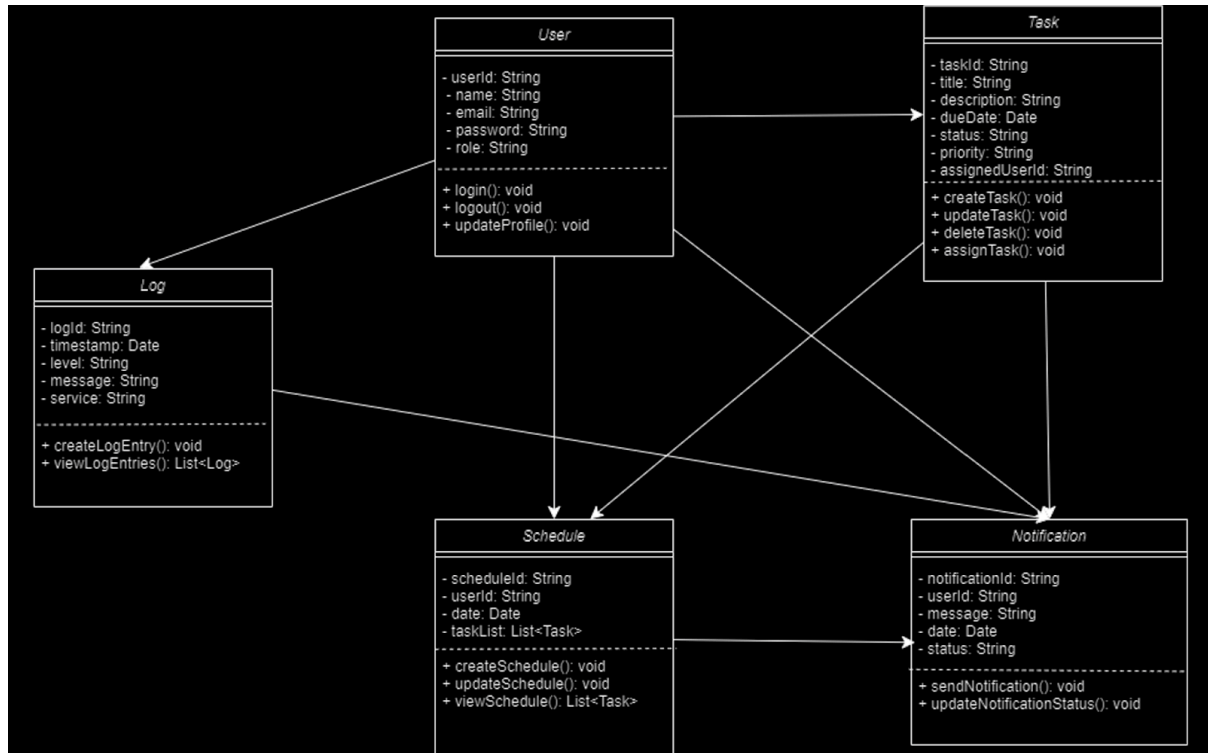 User
- userId: String
- name: String
- email: String
- password: String
- role: String
+ login(): void
+ logout(): void
+ updateProfile(): void
Task
- taskId: String
- title: String
- description: String
- dueDate: Date
- status: String
- priority: String
- assignedUserId: String
+ createTask(): void
+ updateTask(): void
+ deleteTask(): void
+ assignTask(): void
Log
- logId: String
- timestamp: Date
- level: String
- message: String
- service: String
+ createLogEntry(): void
+ viewLogEntries(): List<Log>
Schedule
- scheduleId: String
- userId: String
- date: Date
- taskList: List<Task>
+ createSchedule(): void
+ updateSchedule(): void
+ viewSchedule(): List<Task>
Notification
- notificationId: String
- userId: String
- message: String
- date: Date
- status: String
+ sendNotification(): void
+ updateNotificationStatus(): void